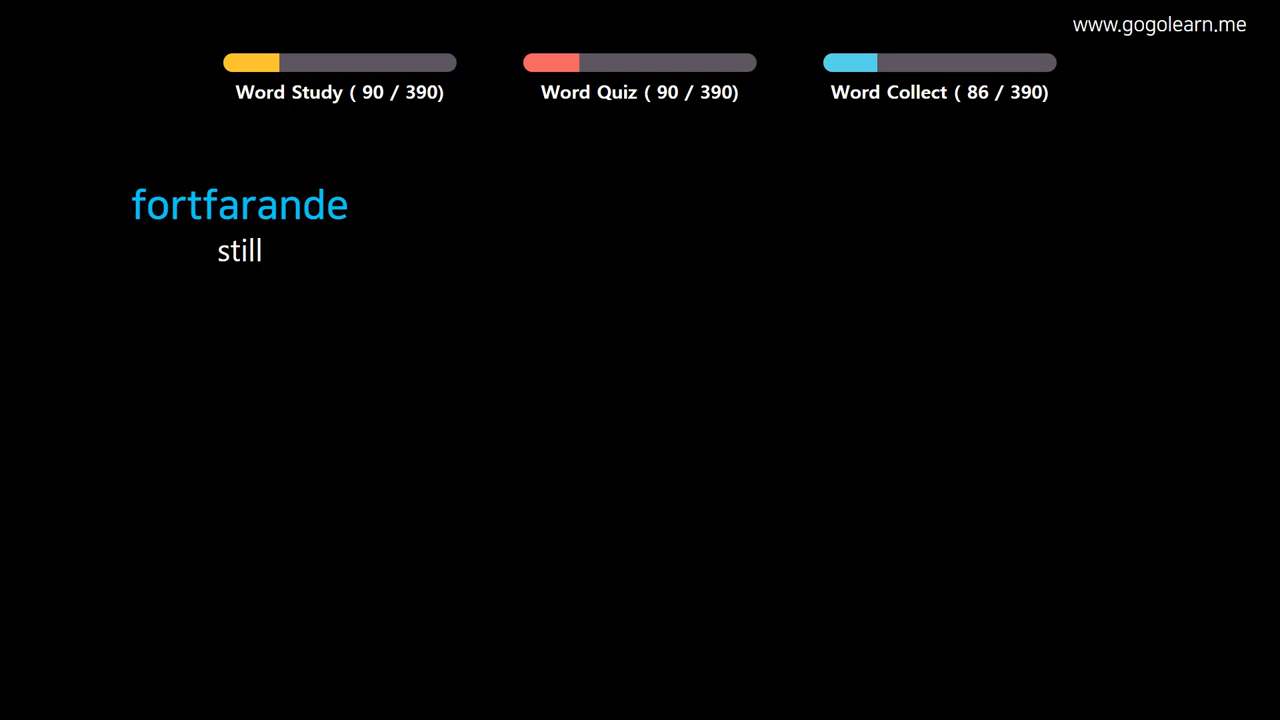 www.gogolearn.me
Word Study ( 90 / 390)
Word Quiz ( 90 / 390)
Word Collect ( 86 / 390)
fortfarande
still